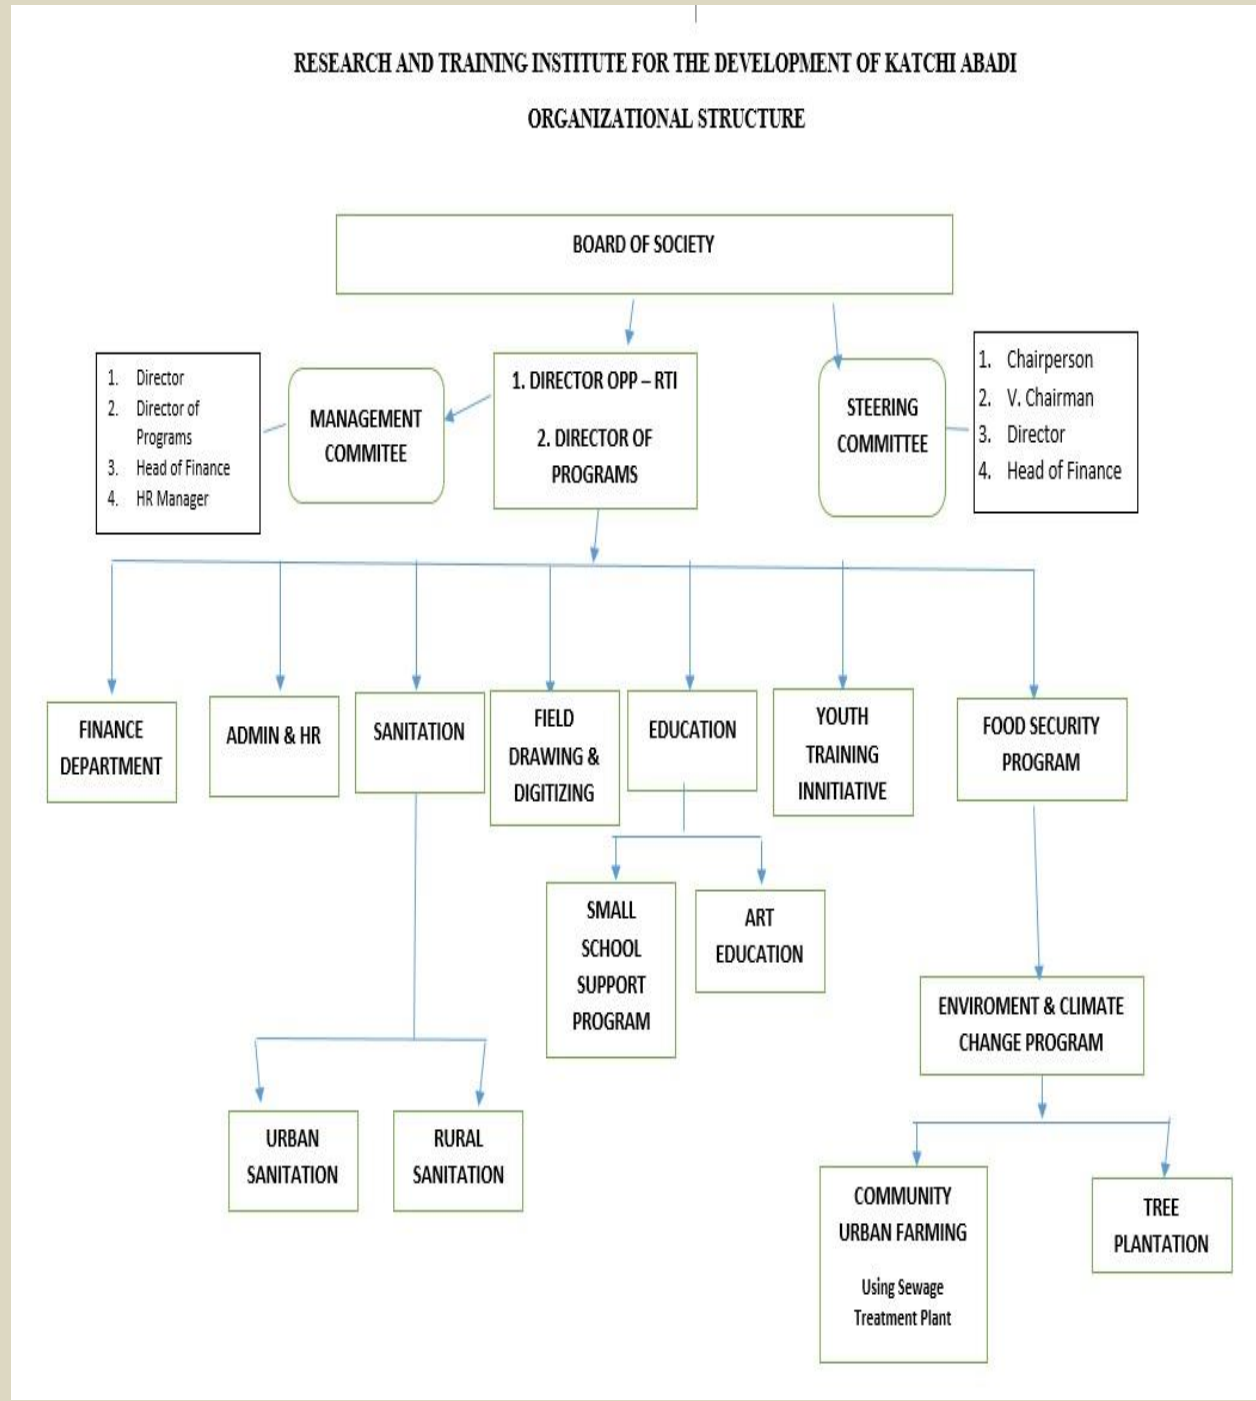 RESEARCH AND TRAINING INSTITUTE FOR THE DEVELOPMENT OF KATCHI ABADI
ORGANIZATIONAL STRUCTURE
BOARD OF SOCIETY
1. Director
2. Director of
Programs
3. Head of Finance
4. HR Manager
MANAGEMENT
COMMITEE
1. DIRECTOR OPP – RTI
2. DIRECTOR OF
PROGRAMS
STEERING
COMMITTEE
1. Chairperson
2. V. Chairman
3. Director
4. Head of Finance
FINANCE
DEPARTMENT
ADMIN & HR
SANITATION
FIELD
DRAWING &
DIGITIZING
EDUCATION
YOUTH
TRAINING
INNITIATIVE
FOOD SECURITY
PROGRAM
SMALL
SCHOOL
SUPPORT
PROGRAM
ART
EDUCATION
ENVIROMENT & CLIMATE
CHANGE PROGRAM
URBAN
SANITATION
RURAL
SANITATION
COMMUNITY
URBAN FARMING
Using Sewage
Treatment Plant
TREE
PLANTATION